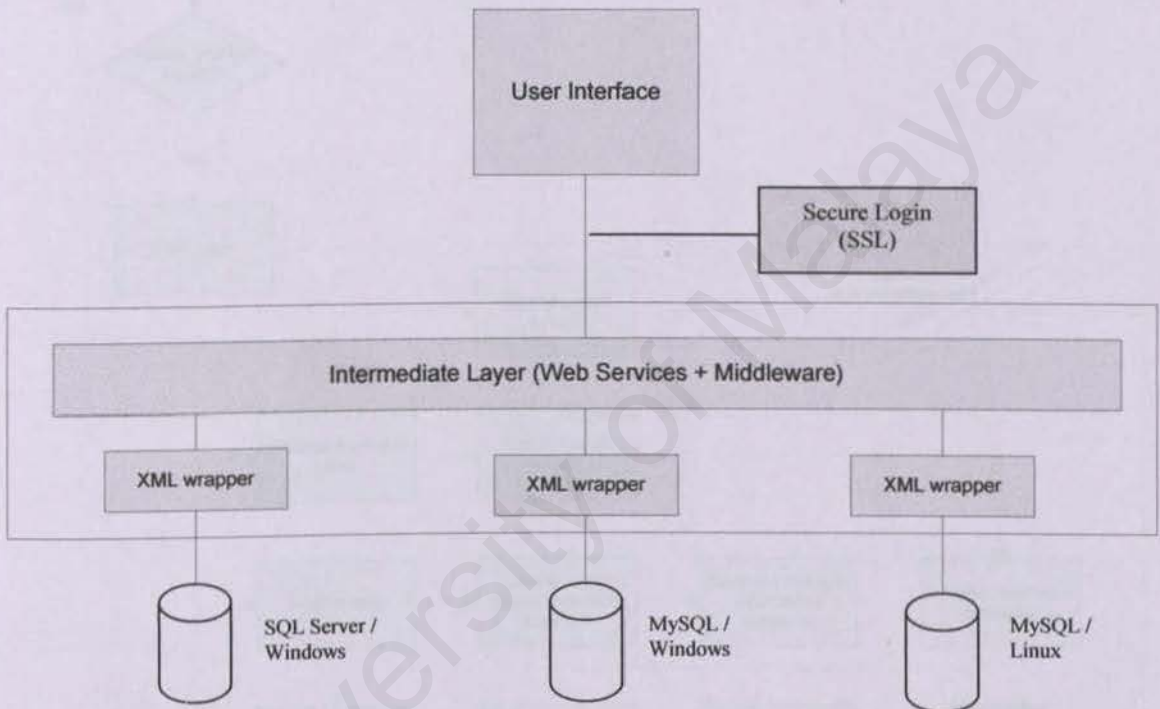 User Interface
Secure Login
(SSL)
Intermediate Layer (Web Services + Middleware)
XML wrapper
XML wrapper
XML wrapper
SQL Server /
Windows
MySQL /
Windows
MySQL /
Linux
University of Malaya